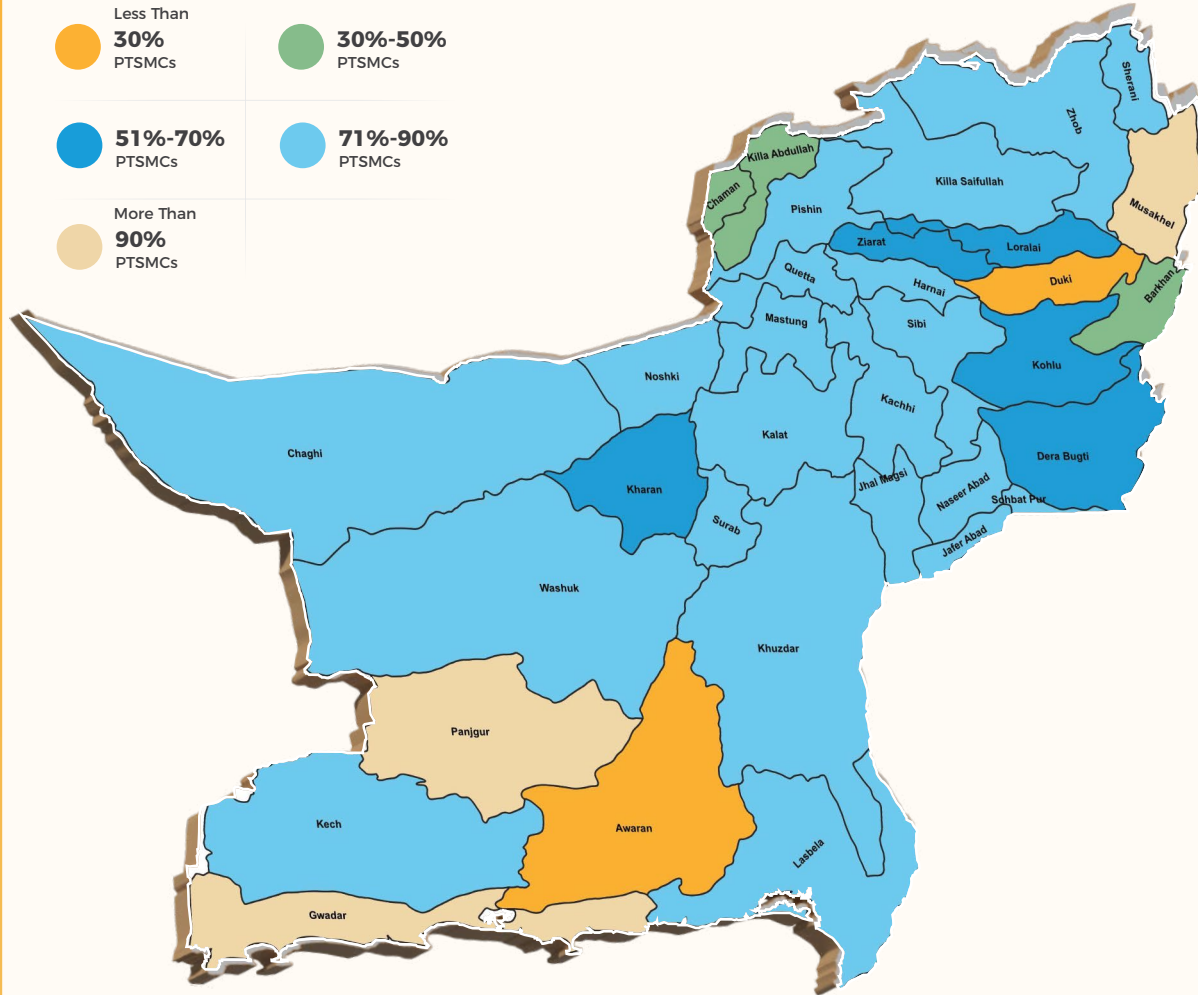 Less Than
30%
PTSMCs
30%-50%
PTSMCs
51%-70%
PTSMCs
71%-90%
PTSMCs
More Than
90%
PTSMCs
Sherani
Zhob
Killa Abdullah
Killa Saifullah
Chaman
Musakhel
Pishin
Ziarat
Loralai
Quetta
Harnai
Duki
Barkhan
Mastung
Sibi
Kohlu
Noshki
Kachhi
Kalat
Chaghi
Dera Bugti
Kharan
Jhal Magsi
Naseer Abad
Sohbat Pur
Surab
Jafer Abad
Washuk
Khuzdar
Panjgur
Kech
Awaran
Lasbela
Gwadar